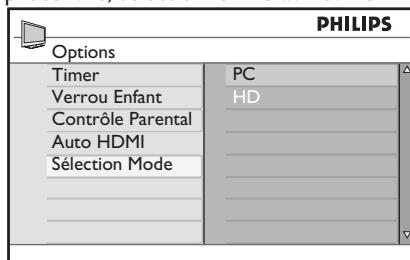 PHILIPS
Options
Timer
Verrou Enfant
Contrôle Parental
Auto HDMI
Sélection Mode
PC
HD